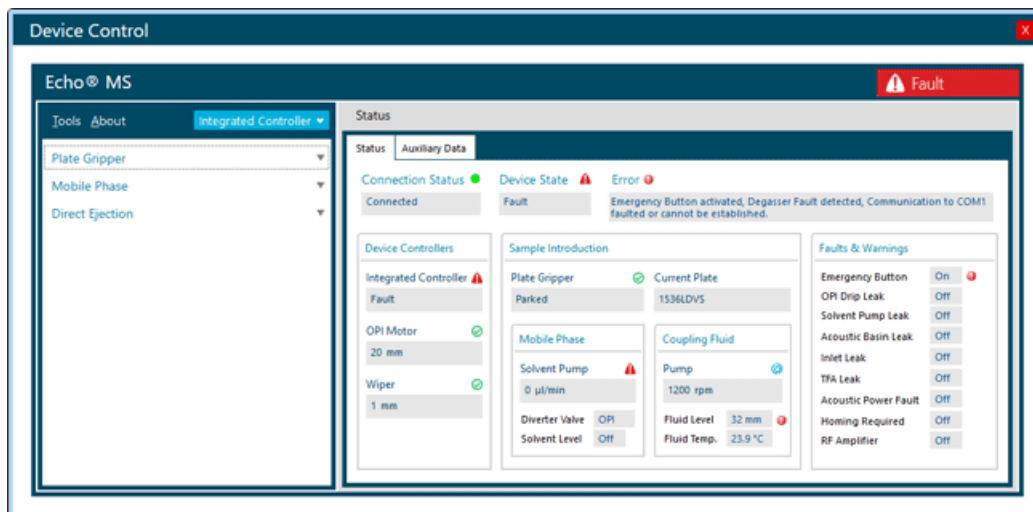 Device Control
X
Echo® MS
Fault
Tools About
Integrated Controller
Plate Gripper
Mobile Phase
Direct Ejection
Status
Status
Auxiliary Data
Connection Status
Connected
Device State
Fault
Error
Emergency Button activated, Degasser Fault detected, Communication to COM1
faulted or cannot be established.
Device Controllers
Integrated Controller
Fault
OPI Motor
20 mm
Wiper
1 mm
Sample Introduction
Plate Gripper
Parked
Current Plate
1536LDVS
Mobile Phase
Solvent Pump
0 µl/min
Diverter Valve OPI
Solvent Level Off
Coupling Fluid
Pump
1200 rpm
Fluid Level 32 mm
Fluid Temp. 23.9 °C
Faults & Warnings
Emergency Button On
OPI Drip Leak Off
Solvent Pump Leak Off
Acoustic Basin Leak Off
Inlet Leak Off
TFA Leak Off
Acoustic Power Fault Off
Homing Required Off
RF Amplifier Off